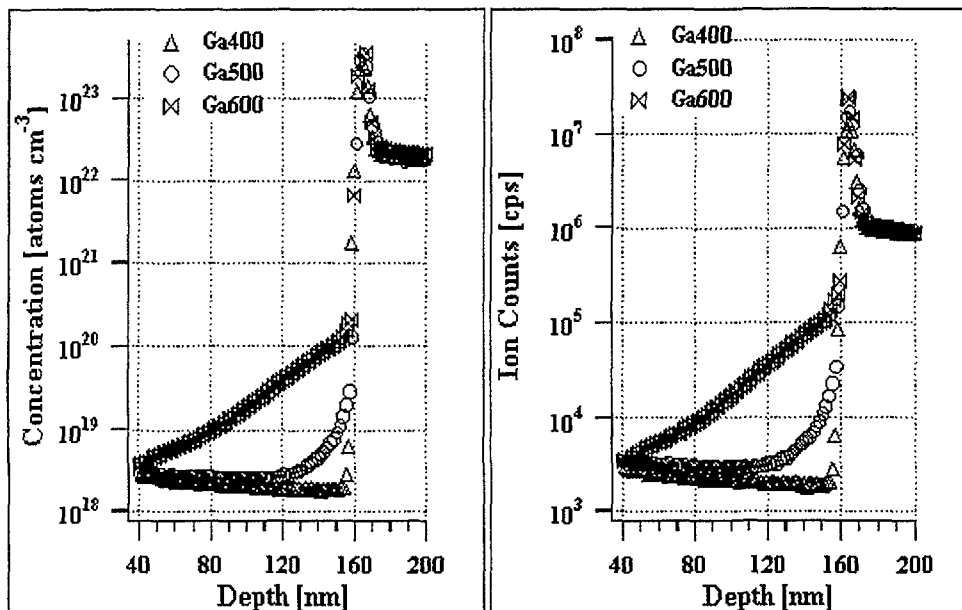 Ga400
Ga500
Ga600
Concentration [atoms cm-3]
10^23
10^22
10^21
10^20
10^19
10^18
40
80
120
160
200
Depth [nm]
Ga400
Ga500
Ga600
Ion Counts [cps]
10^8
10^7
10^6
10^5
10^4
10^3
40
80
120
160
200
Depth [nm]